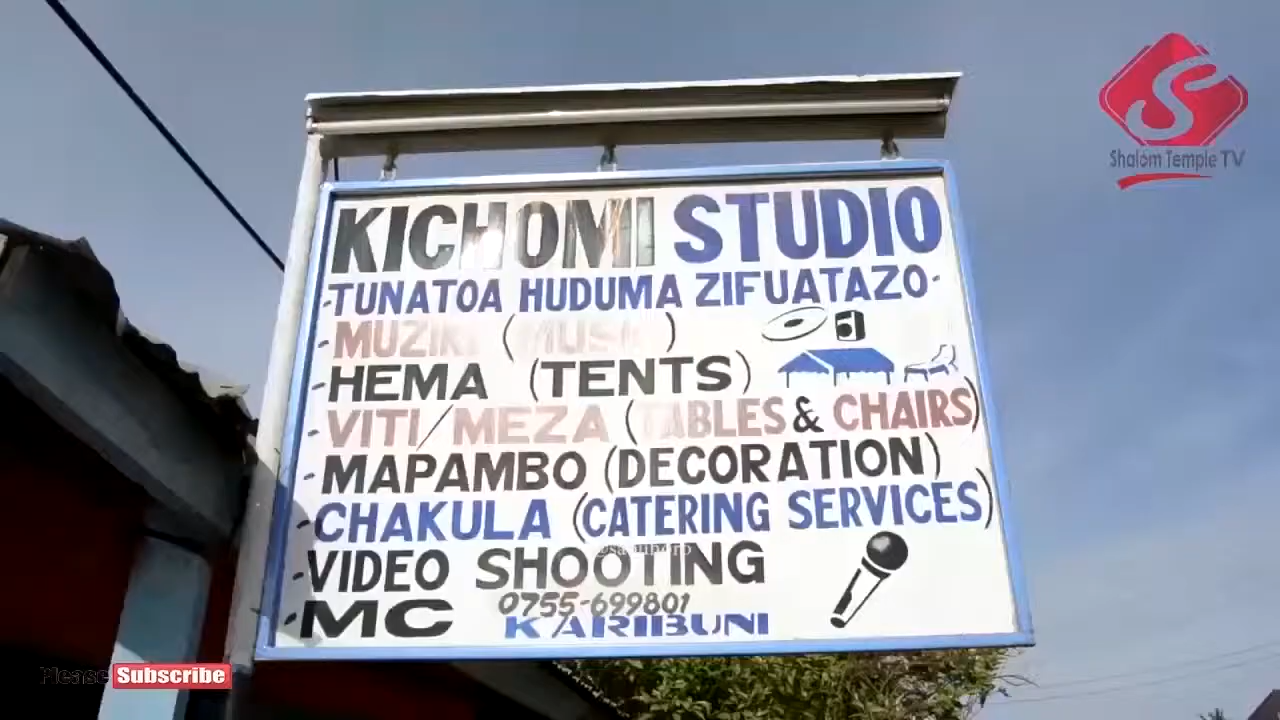 Shalom Temple TV
KICHOMI STUDIO
-TUNATOA HUDUMA ZIFUATAZO-
-MUZIKI (MUSIC)
-HEMA (TENTS)
-VITI/MEZA (TABLES & CHAIRS)
-MAPAMBO (DECORATION)
-CHAKULA (CATERING SERVICES)
-VIDEO SHOOTING
-MC 0755-699801
KARIBUNI
Please Subscribe